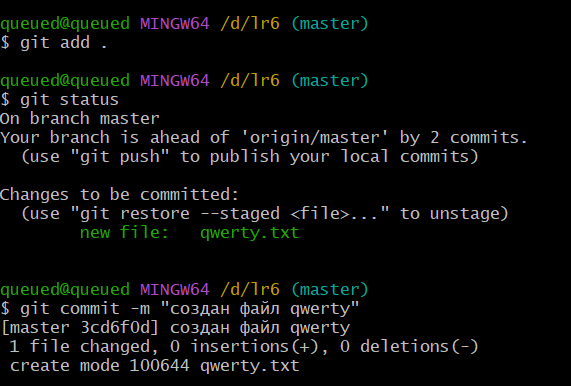 queued@queued MINGW64 /d/lr6 (master)
$ git add .
queued@queued MINGW64 /d/lr6 (master)
$ git status
On branch master
Your branch is ahead of 'origin/master' by 2 commits.
  (use "git push" to publish your local commits)
Changes to be committed:
  (use "git restore --staged <file>..." to unstage)
        new file:   qwerty.txt
queued@queued MINGW64 /d/lr6 (master)
$ git commit -m "создан файл qwerty"
[master 3cd6f0d] создан файл qwerty
 1 file changed, 0 insertions(+), 0 deletions(-)
 create mode 100644 qwerty.txt